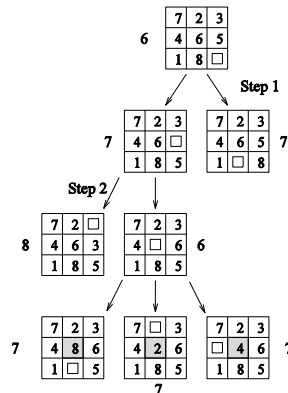 7 2 3
6 4 6 5
1 8
Step 1
7 2 3 7 2 3
7 4 6 4 6 5 7
1 8 5 1 8
Step 2
7 2 7 2 3
8 4 6 3 4 6 6
1 8 5 1 8 5
7 2 3 7 3 7 2 3
7 4 8 6 4 2 6 4 6 7
1 5 1 8 5 1 8 5
7